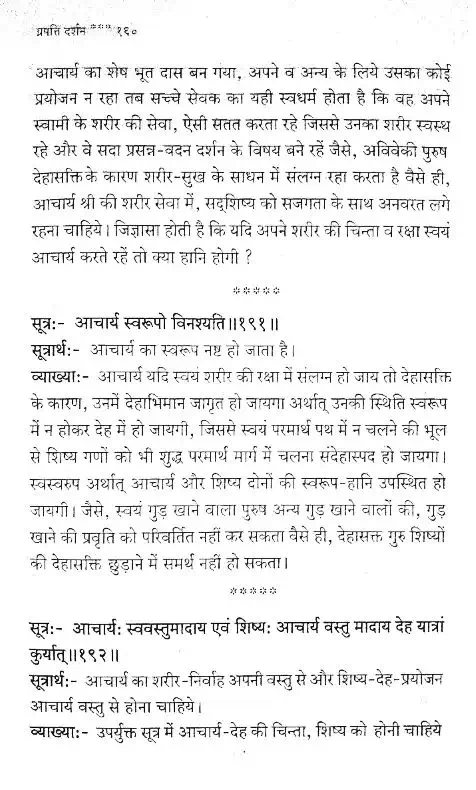 प्रपत्ति दर्शन *** १६०
आचार्य का शेष भूत दास बन गया, अपने व अन्य के लिये उसका कोई
प्रयोजन न रहा तब सच्चे सेवक का यही स्वधर्म होता है कि वह अपने
स्वामी के शरीर की सेवा, ऐसी सतत करता रहे जिससे उनका शरीर स्वस्थ
रहे और वे सदा प्रसन्न-वदन दर्शन के विषय बने रहें जैसे, अविवेकी पुरुष
देहासक्ति के कारण शरीर-सुख के साधन में संलग्न रहा करता है वैसे ही,
आचार्य श्री की शरीर सेवा में, सद्शिष्य को सजगता के साथ अनवरत लगे
रहना चाहिये। जिज्ञासा होती है कि यदि अपने शरीर की चिन्ता व रक्षा स्वयं
आचार्य करते रहें तो क्या हानि होगी ?
*****
सूत्र:- आचार्य स्वरूपो विनश्यति॥१९१॥
सूत्रार्थ:- आचार्य का स्वरूप नष्ट हो जाता है।
व्याख्या:- आचार्य यदि स्वयं शरीर की रक्षा में संलग्न हो जाय तो देहासक्ति
के कारण, उनमें देहाभिमान जागृत हो जायगा अर्थात् उनकी स्थिति स्वरूप
में न होकर देह में हो जायगी, जिससे स्वयं परमार्थ पथ में न चलने की भूल
से शिष्य गणों को भी शुद्ध परमार्थ मार्ग में चलना संदेहास्पद हो जायगा।
स्वस्वरुप अर्थात् आचार्य और शिष्य दोनों की स्वरूप-हानि उपस्थित हो
जायगी। जैसे, स्वयं गुड़ खाने वाला पुरुष अन्य गुड़ खाने वालों की, गुड़
खाने की प्रवृति को परिवर्तित नहीं कर सकता वैसे ही, देहासक्त गुरु शिष्यों
की देहासक्ति छुड़ाने में समर्थ नहीं हो सकता।
*****
सूत्र:- आचार्य: स्ववस्तुमादाय एवं शिष्य: आचार्य वस्तु मादाय देह यात्रां
कुर्यात्॥१९२॥
सूत्रार्थ:- आचार्य का शरीर-निर्वाह अपनी वस्तु से और शिष्य-देह-प्रयोजन
आचार्य वस्तु से होना चाहिये।
व्याख्या:- उपर्युक्त सूत्र में आचार्य-देह की चिन्ता, शिष्य को होनी चाहिये